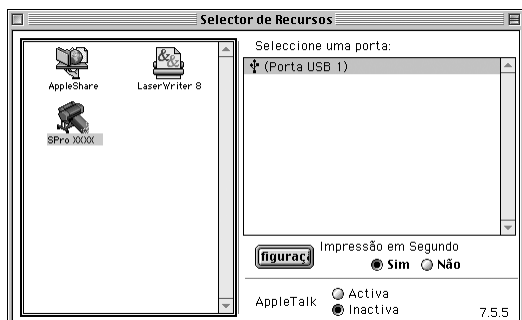 Selector de Recursos
AppleShare
LaserWriter 8
SPro XXXX
Seleccione uma porta:
(Porta USB 1)
figuraç
Impressão em Segundo
Sim Não
AppleTalk
Activa
Inactiva
7.5.5